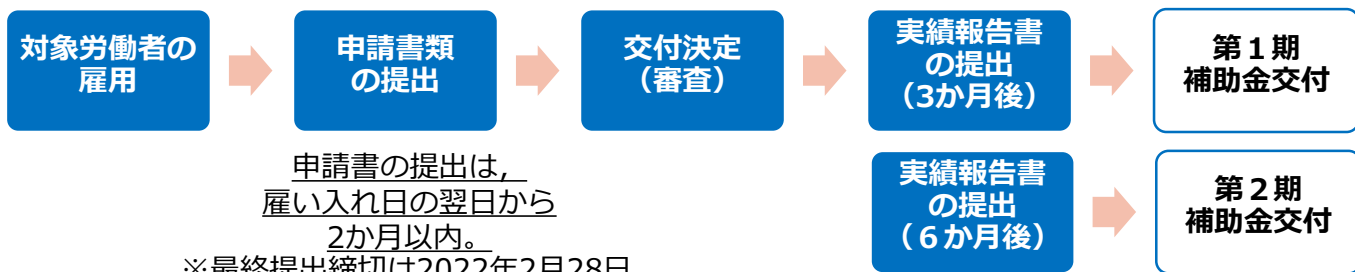 対象労働者の
雇用
申請書類
の提出
交付決定
（審査）
実績報告書
の提出
（3か月後）
第１期
補助金交付
申請書の提出は，
雇い入れ日の翌日から
2か月以内。
※最終提出締切は2022年2月28日
実績報告書
の提出
（６か月後）
第２期
補助金交付